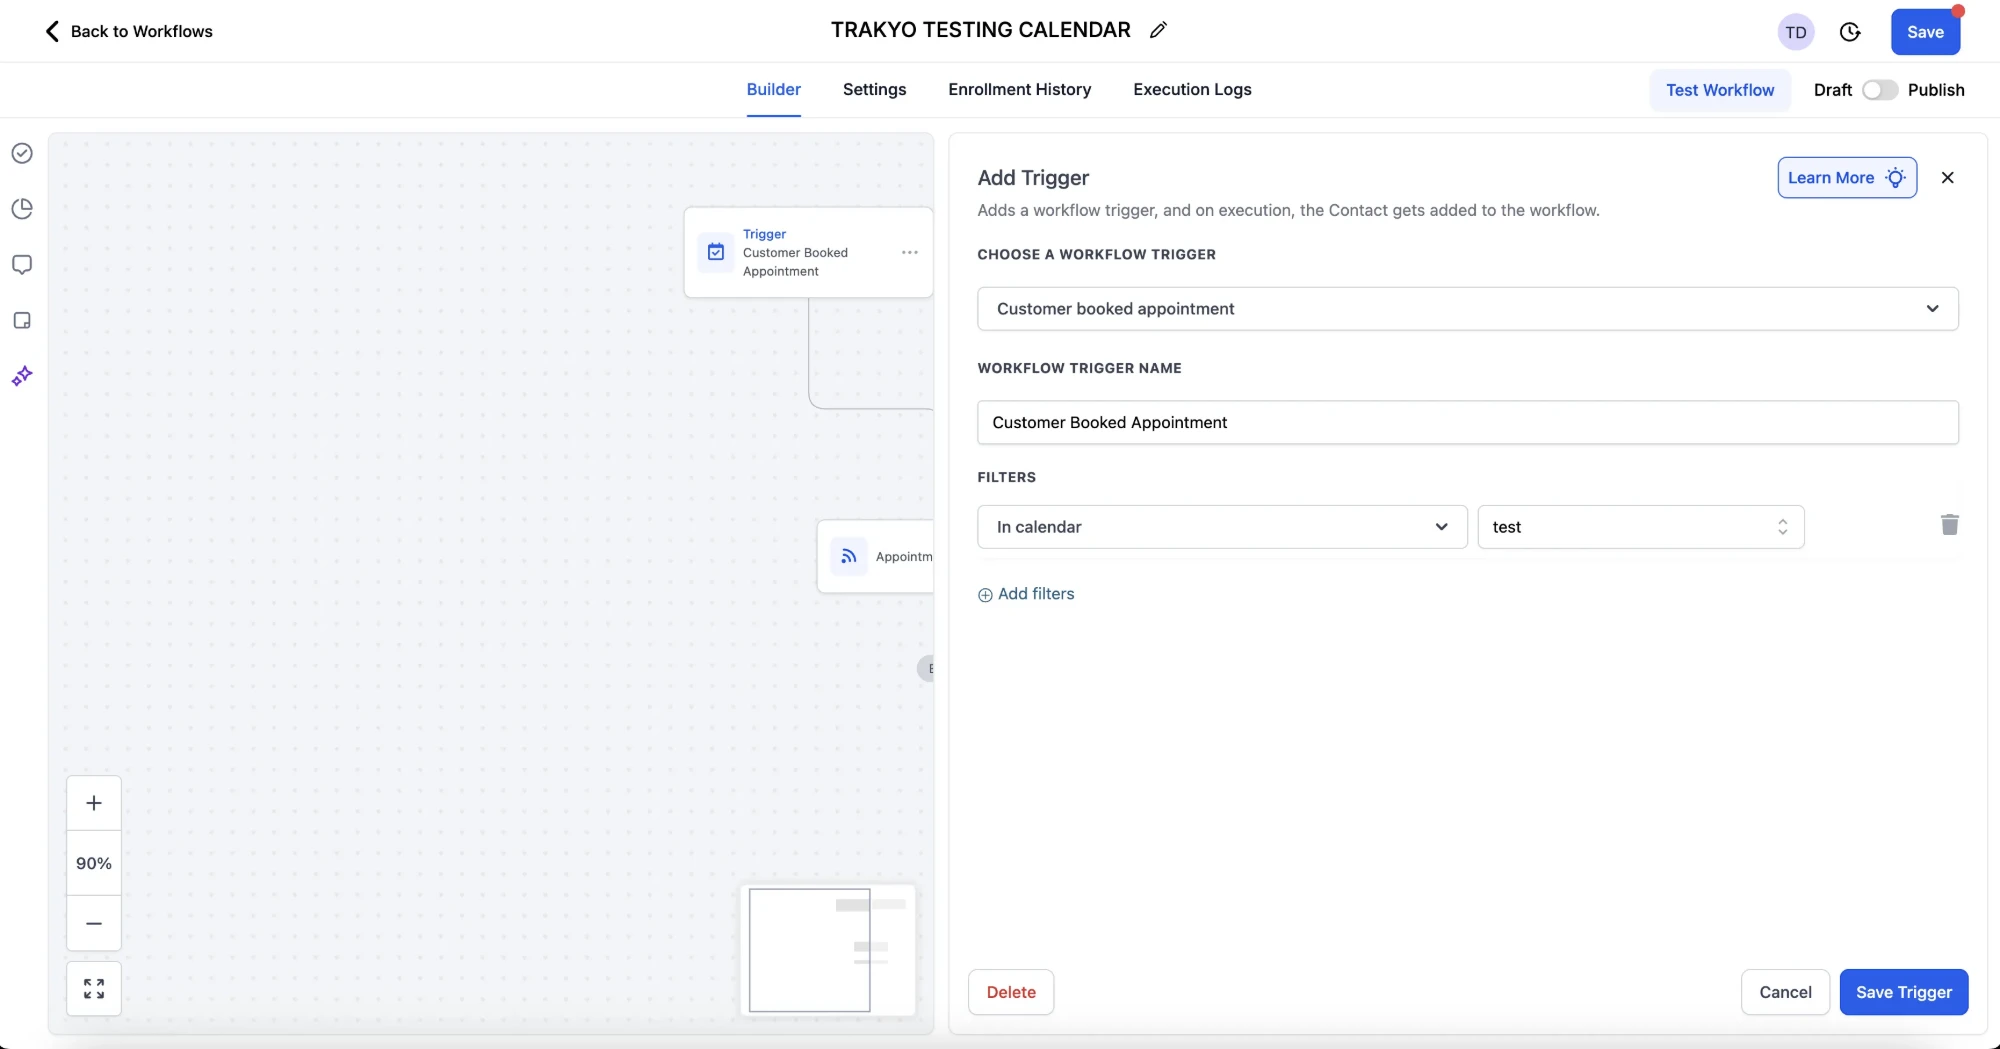 Back to Workflows
TRAKYO TESTING CALENDAR
TD
Save
Builder
Settings
Enrollment History
Execution Logs
Test Workflow
Draft
Publish
Trigger
Customer Booked
Appointment
Appointm
90%
Add Trigger
Learn More
Adds a workflow trigger, and on execution, the Contact gets added to the workflow.
CHOOSE A WORKFLOW TRIGGER
Customer booked appointment
WORKFLOW TRIGGER NAME
Customer Booked Appointment
FILTERS
In calendar
test
Add filters
Delete
Cancel
Save Trigger